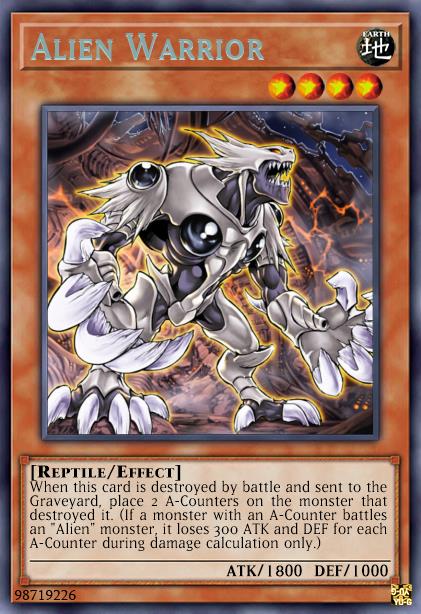 ALIEN WARRIOR
EARTH
地
[REPTILE/EFFECT]
When this card is destroyed by battle and sent to the
Graveyard, place 2 A-Counters on the monster that
destroyed it. (If a monster with an A-Counter battles
an "Alien" monster, it loses 300 ATK and DEF for each
A-Counter during damage calculation only.)
ATK/1800 DEF/1000
98719226